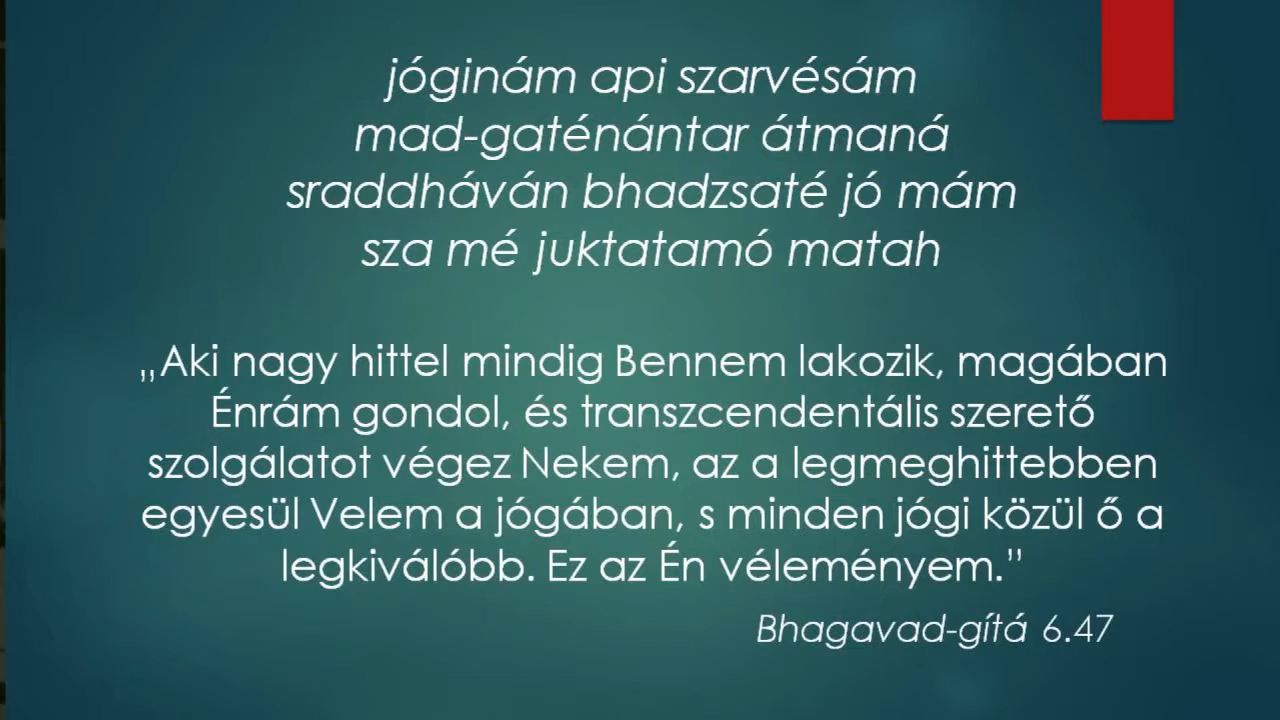 jóginám api szarvésám
mad-gaténántar átmaná
sraddháván bhadzsaté jó mám
sza mé juktatamó matah
„Aki nagy hittel mindig Bennem lakozik, magában
Énrám gondol, és transzcendentális szerető
szolgálatot végez Nekem, az a legmeghittebben
egyesül Velem a jógában, s minden jógi közül ő a
legkiválóbb. Ez az Én véleményem.”
Bhagavad-gítá 6.47